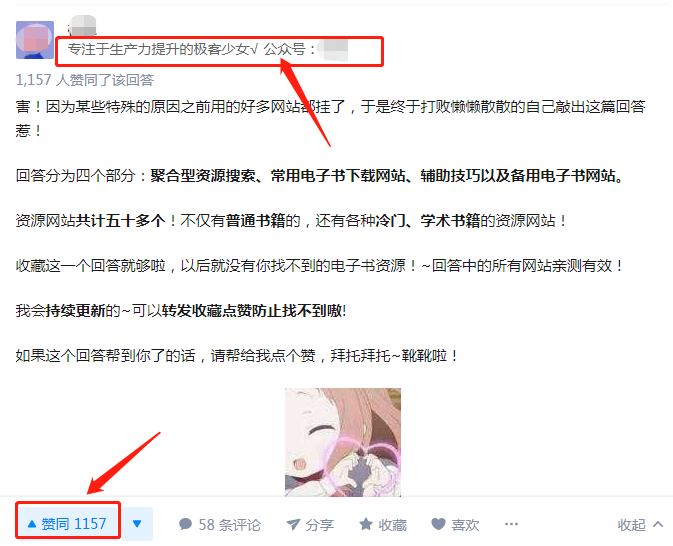 专注于生产力提升的极客少女√ 公众号：
1,157 人赞同了该回答
害！因为某些特殊的原因之前用的好多网站都挂了，于是终于打败懒懒散散的自己敲出这篇回答
惹！
回答分为四个部分：聚合型资源搜索、常用电子书下载网站、辅助技巧以及备用电子书网站。
资源网站共计五十多个！不仅有普通书籍的，还有各种冷门、学术书籍的资源网站！
收藏这一个回答就够啦，以后就没有你找不到的电子书资源！~回答中的所有网站亲测有效！
我会持续更新的~可以转发收藏点赞防止找不到嗷!
如果这个回答帮到你了的话，请帮给我点个赞，拜托拜托~靴靴啦！
赞同 1157
58 条评论
分享
收藏
喜欢
收起